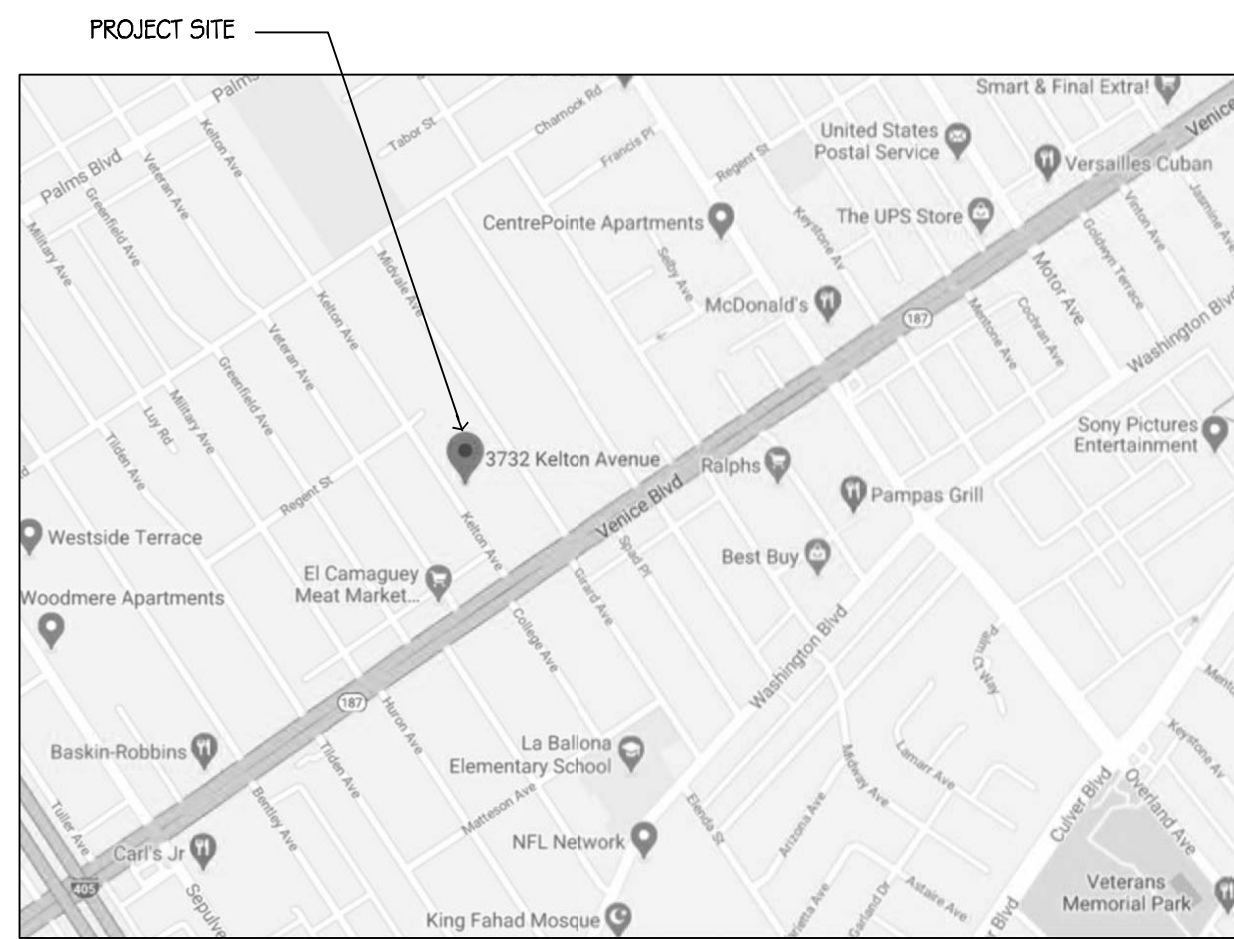 PROJECT SITE
Palms
Smart & Final Extra!
Venice
Kelton Ave
Tabor St
Charnock Rd
Francis Pl
Regent St
United States
Postal Service
Versailles Cuban
Palms Blvd
Veteran Ave
Greenfield Ave
Military Ave
Midvale Ave
CentrePointe Apartments
Keystone Av
The UPS Store
Vinton Ave
Jasmine Ave
Goldwyn Terrace
Motor Ave
Selby Ave
McDonald's
187
Mentone Ave
Cochran Ave
Washington Blvd
Kelton Ave
Veteran Ave
Greenfield Ave
Military Ave
Luy Rd
Tilden Ave
3732 Kelton Avenue
Ralphs
Sony Pictures
Entertainment
Pampas Grill
Regent St
Venice Blvd
Westside Terrace
Kelton Ave
Spad Pl
Best Buy
El Camaguey
Meat Market...
Girard Ave
Woodmere Apartments
College Ave
Washington Blvd
Palm Ct Way
187
Huron Ave
Baskin-Robbins
Tilden Ave
La Ballona
Elementary School
Midway Ave
Lamarr Ave
Keystone Av
Overland Ave
Culver Blvd
Tuller Ave
Bentley Ave
Matteson Ave
Elenda St
Arizona Ave
NFL Network
Carl's Jr
405
Sepulve
King Fahad Mosque
Garland Dr
Astaire Ave
Veterans
Memorial Park
r Blvd